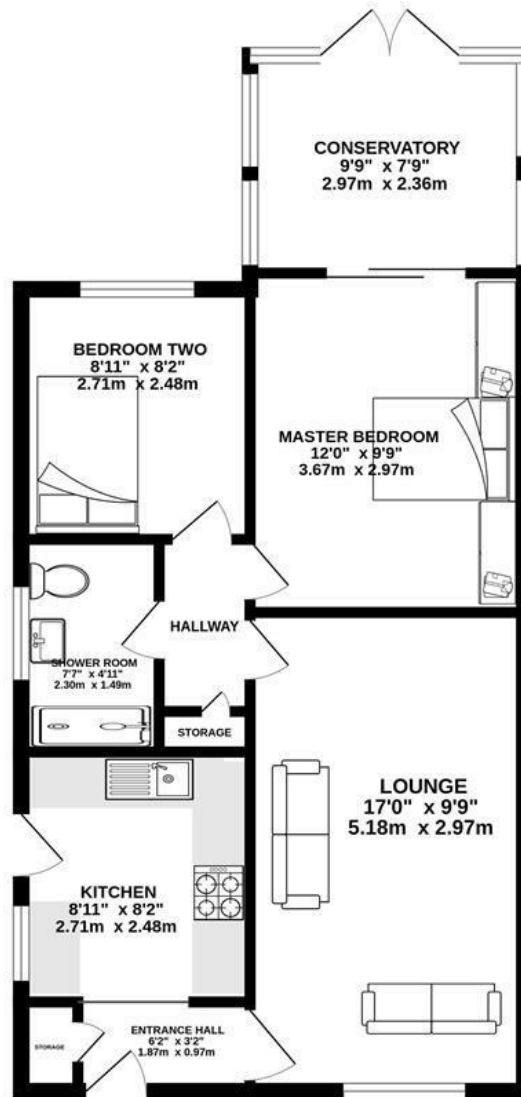 CONSERVATORY
9'9" x 7'9"
2.97m x 2.36m
BEDROOM TWO
8'11" x 8'2"
2.71m x 2.48m
MASTER BEDROOM
12'0" x 9'9"
3.67m x 2.97m
HALLWAY
SHOWER ROOM
7'7" x 4'11"
2.30m x 1.49m
STORAGE
LOUNGE
17'0" x 9'9"
5.18m x 2.97m
KITCHEN
8'11" x 8'2"
2.71m x 2.48m
STORAGE
ENTRANCE HALL
6'2" x 3'2"
1.87m x 0.97m